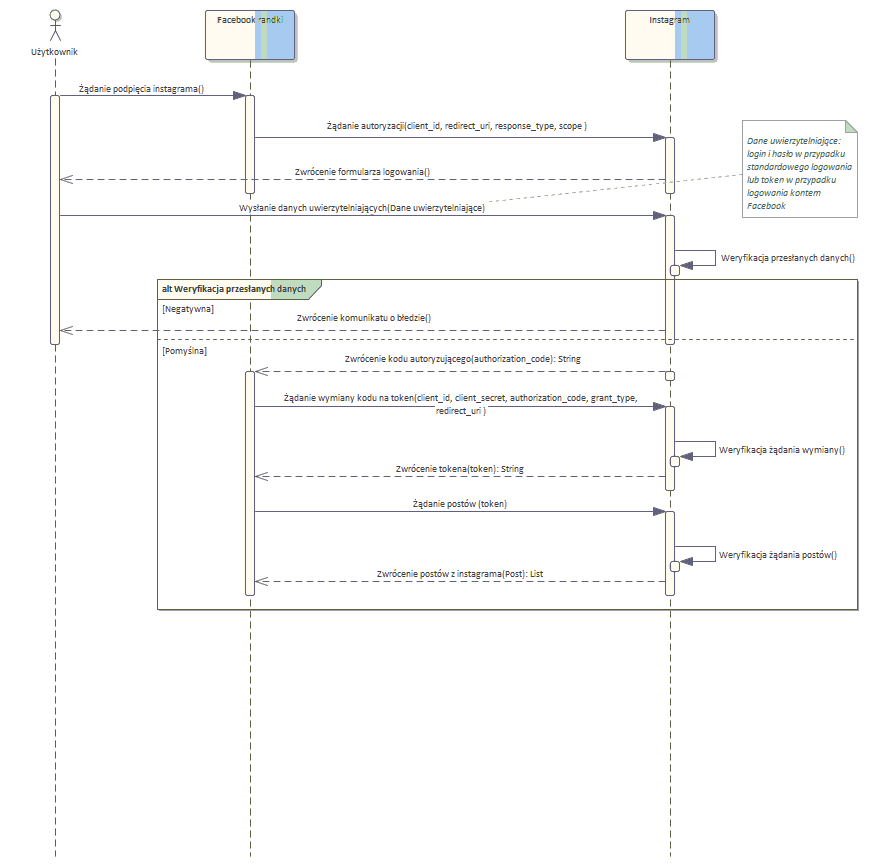 Facebook randki
Instagram
Użytkownik
Żądanie podpięcia instagrama()
Żądanie autoryzacji(client_id, redirect_uri, response_type, scope )
Dane uwierzytelniające:
login i hasło w przypadku
standardowego logowania
lub token w przypadku
logowania kontem
Facebook
Zwrócenie formularza logowania()
Wysłanie danych uwierzytelniających(Dane uwierzytelniające)
Weryfikacja przesłanych danych()
alt Weryfikacja przesłanych danych
[Negatywna]
Zwrócenie komunikatu o błedzie()
[Pomyślna]
Zwrócenie kodu autoryzującego(authorization_code): String
Żądanie wymiany kodu na token(client_id, client_secret, authorization_code, grant_type,
redirect_uri )
Weryfikacja żądania wymiany()
Zwrócenie tokena(token): String
Żądanie postów (token)
Weryfikacja żądania postów()
Zwrócenie postów z instagrama(Post): List